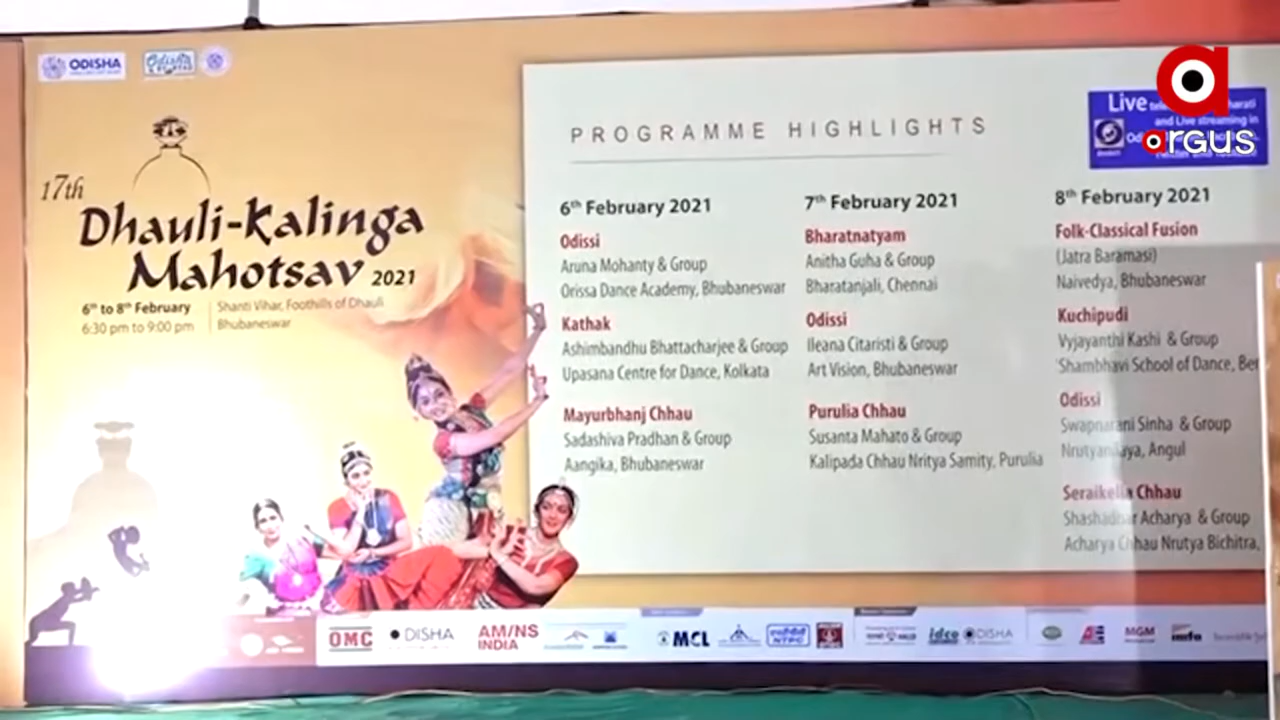 ODISHA
17th
Dhauli-Kalinga
Mahotsav 2021
6th to 8th February
6:30 pm to 9:00 pm
Shanti Vihar, Foothills of Dhauli
Bhubaneswar
PROGRAMME HIGHLIGHTS
Live
and Live streaming in
argus
6th February 2021
Odissi
Aruna Mohanty & Group
Orissa Dance Academy, Bhubaneswar
Kathak
Ashimbandhu Bhattacharjee & Group
Upasana Centre for Dance, Kolkata
Mayurbhanj Chhau
Sadashiva Pradhan & Group
Aangika, Bhubaneswar
7th February 2021
Bharatnatyam
Anitha Guha & Group
Bharatanjali, Chennai
Odissi
Ileana Citaristi & Group
Art Vision, Bhubaneswar
Purulia Chhau
Susanta Mahato & Group
Kalipada Chhau Nritya Samity, Purulia
8th February 2021
Folk-Classical Fusion
(Jatra Baramasi)
Naivedya, Bhubaneswar
Kuchipudi
Vyjayanthi Kashi & Group
Shambhavi School of Dance, Ben
Odissi
Swapnarani Sinha & Group
Nrutyanjaya, Angul
Seraikella Chhau
Shashadhar Acharya & Group
Acharya Chhau Nrutya Bichitra,
OMC
ODISHA
AM/NS
INDIA
MCL
NTPC
idco
ODISHA
MGM
imfa